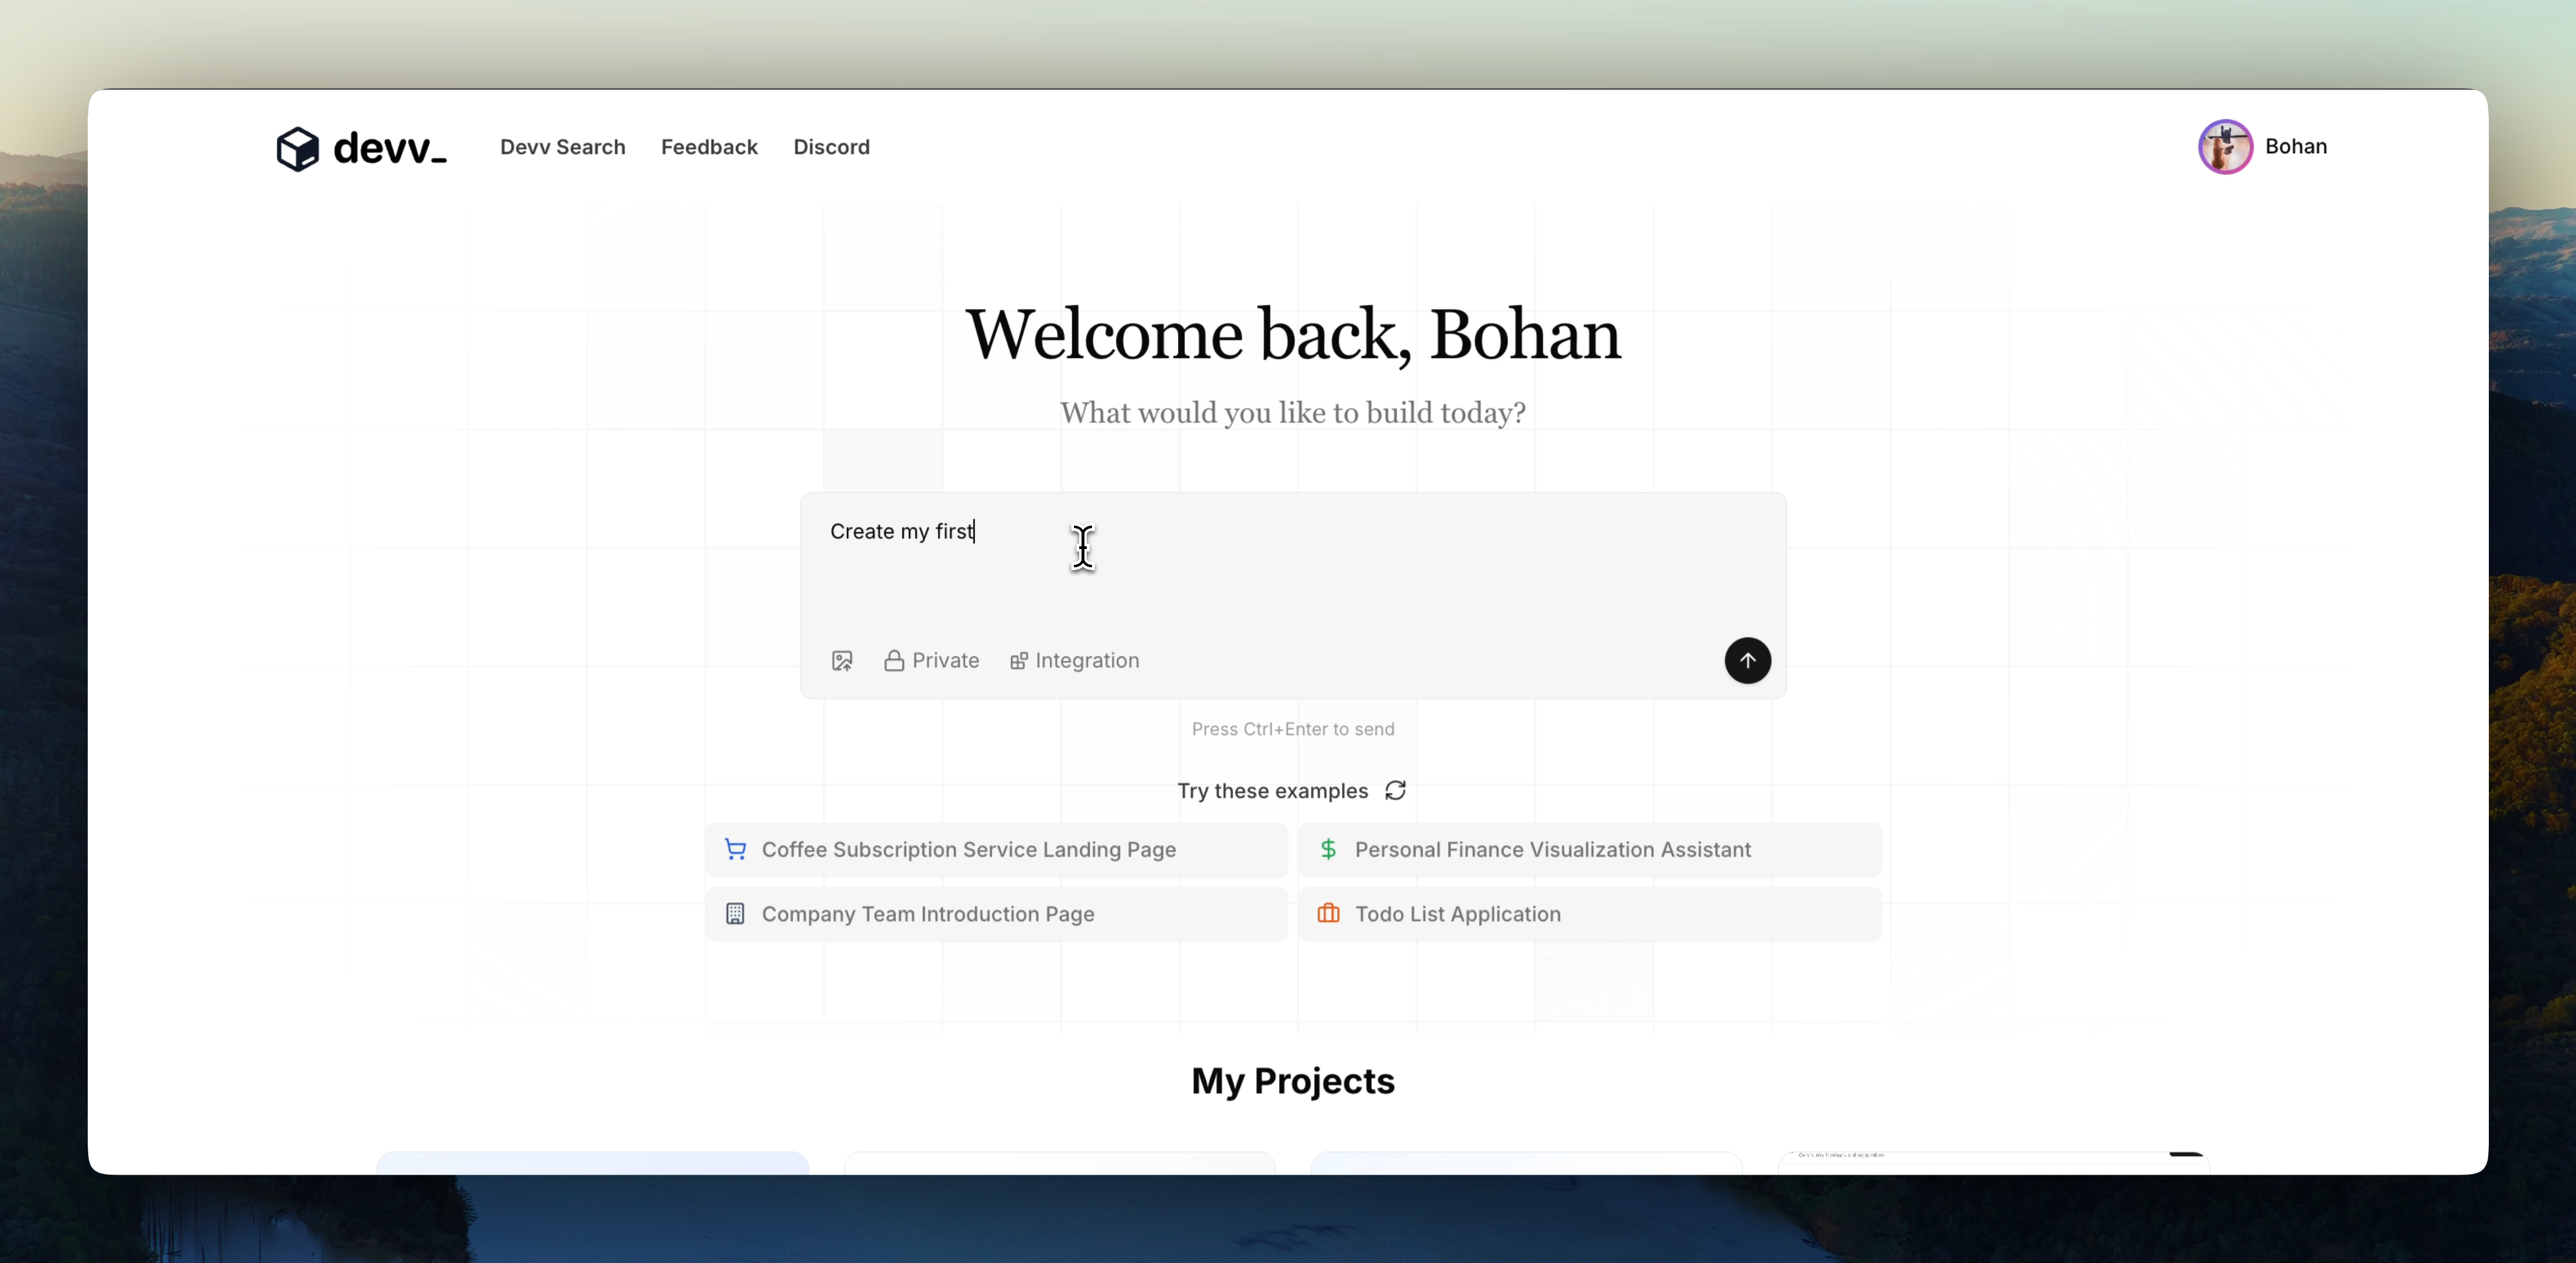 devv_ Devv Search Feedback Discord Bohan
Welcome back, Bohan
What would you like to build today?
Create my first
Private Integration
Press Ctrl+Enter to send
Try these examples
Coffee Subscription Service Landing Page Personal Finance Visualization Assistant
Company Team Introduction Page Todo List Application
My Projects